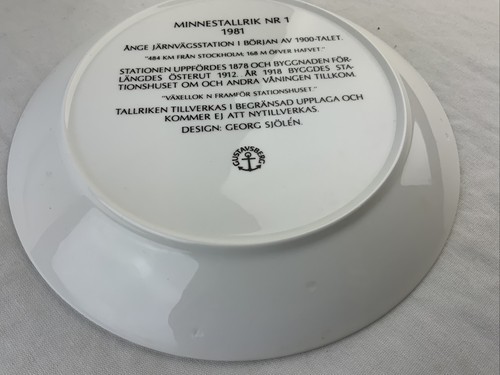 MINNESTALLRIK NR 1
1981
ÅNGE JÄRNVÄGSSTATION I BÖRJAN AV 1900-TALET.
"484 KM FRÅN STOCKHOLM, 168 M ÖFVER HAFVET."
STATIONEN UPPFÖRDES 1878 OCH BYGGNADEN FÖR-
LÄNGDES ÖSTERUT 1912. ÅR 1918 BYGGDES STA-
TIONSHUSET OM OCH ANDRA VÅNINGEN TILLKOM.
"VÄXELLOK N FRAMFÖR STATIONSHUSET."
TALLRIKEN TILLVERKAS I BEGRÄNSAD UPPLAGA OCH
KOMMER EJ ATT NYTILLVERKAS.
DESIGN: GEORG SJÖLÉN.
GUSTAVSBERG